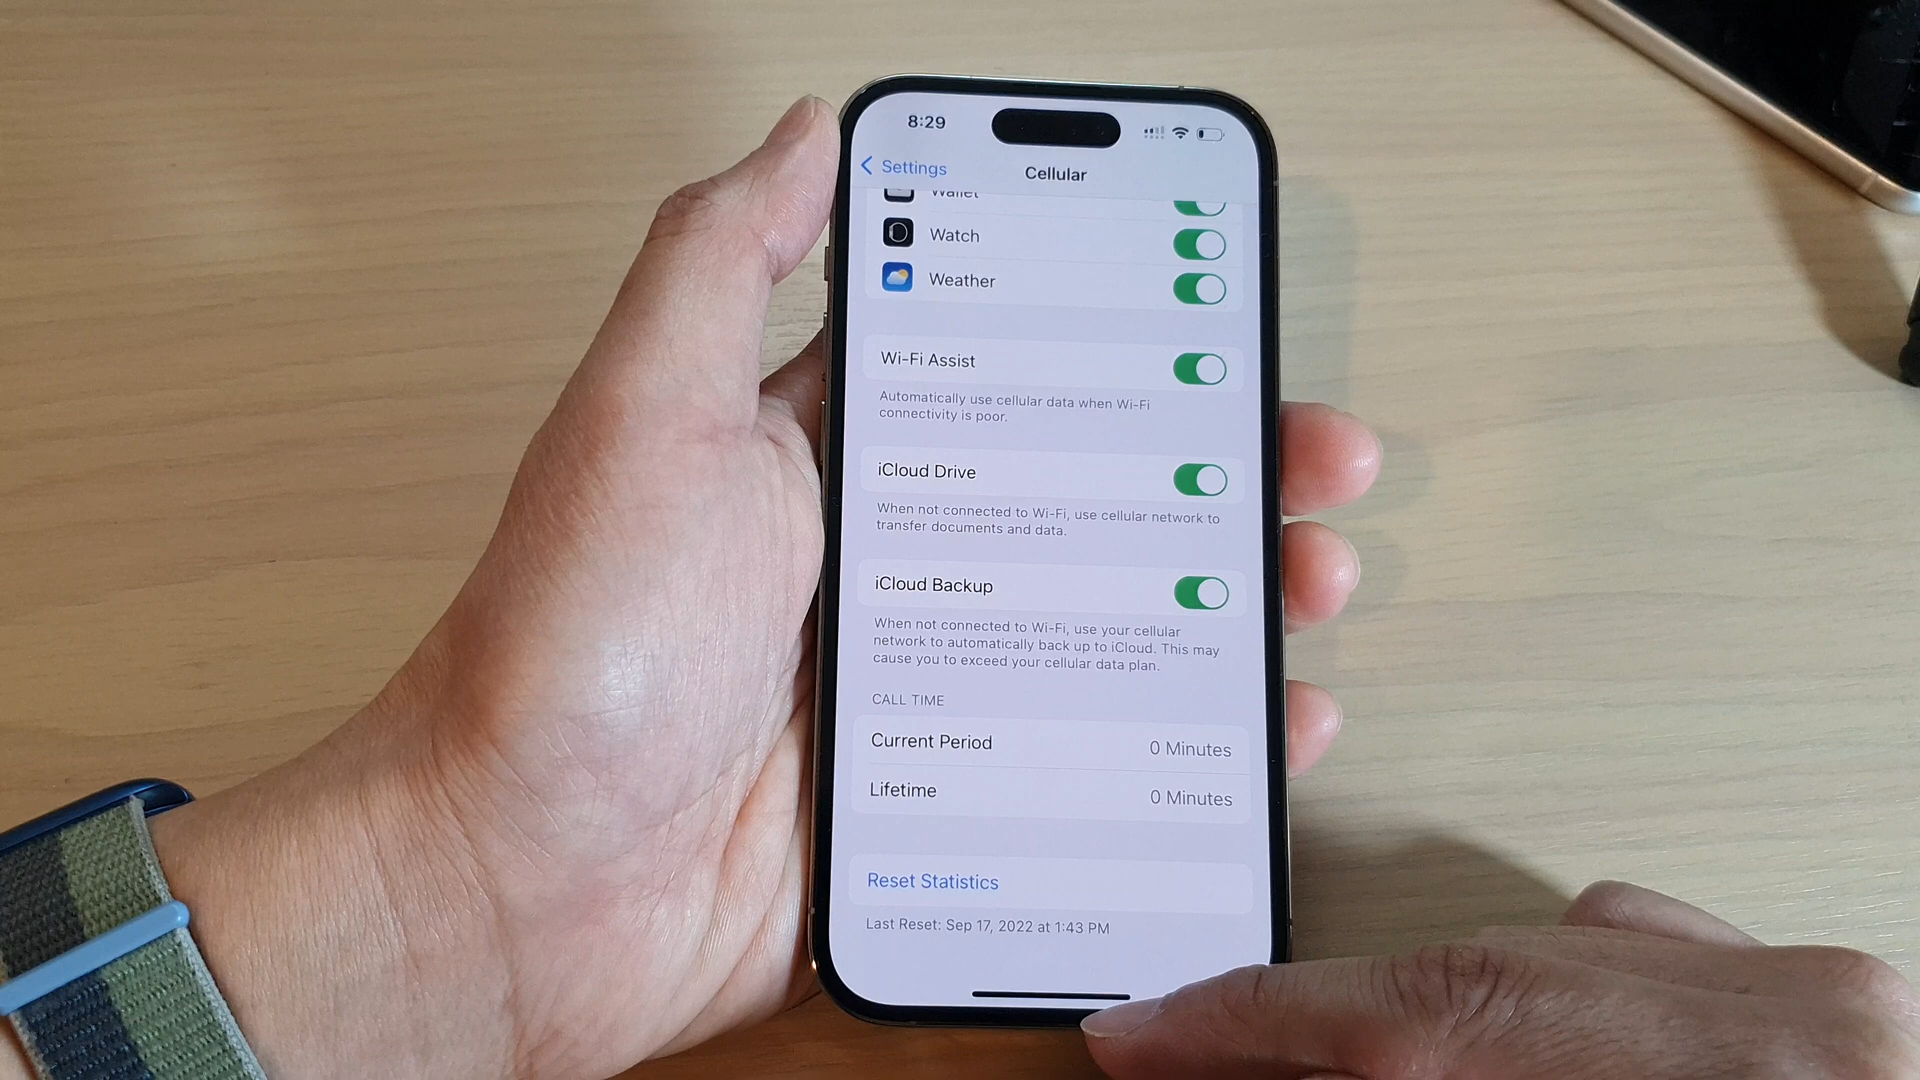 8:29
Settings
Cellular
Wallet
Watch
Weather
Wi-Fi Assist
Automatically use cellular data when Wi-Fi
connectivity is poor.
iCloud Drive
When not connected to Wi-Fi, use cellular network to
transfer documents and data.
iCloud Backup
When not connected to Wi-Fi, use your cellular
network to automatically back up to iCloud. This may
cause you to exceed your cellular data plan.
CALL TIME
Current Period 0 Minutes
Lifetime 0 Minutes
Reset Statistics
Last Reset: Sep 17, 2022 at 1:43 PM